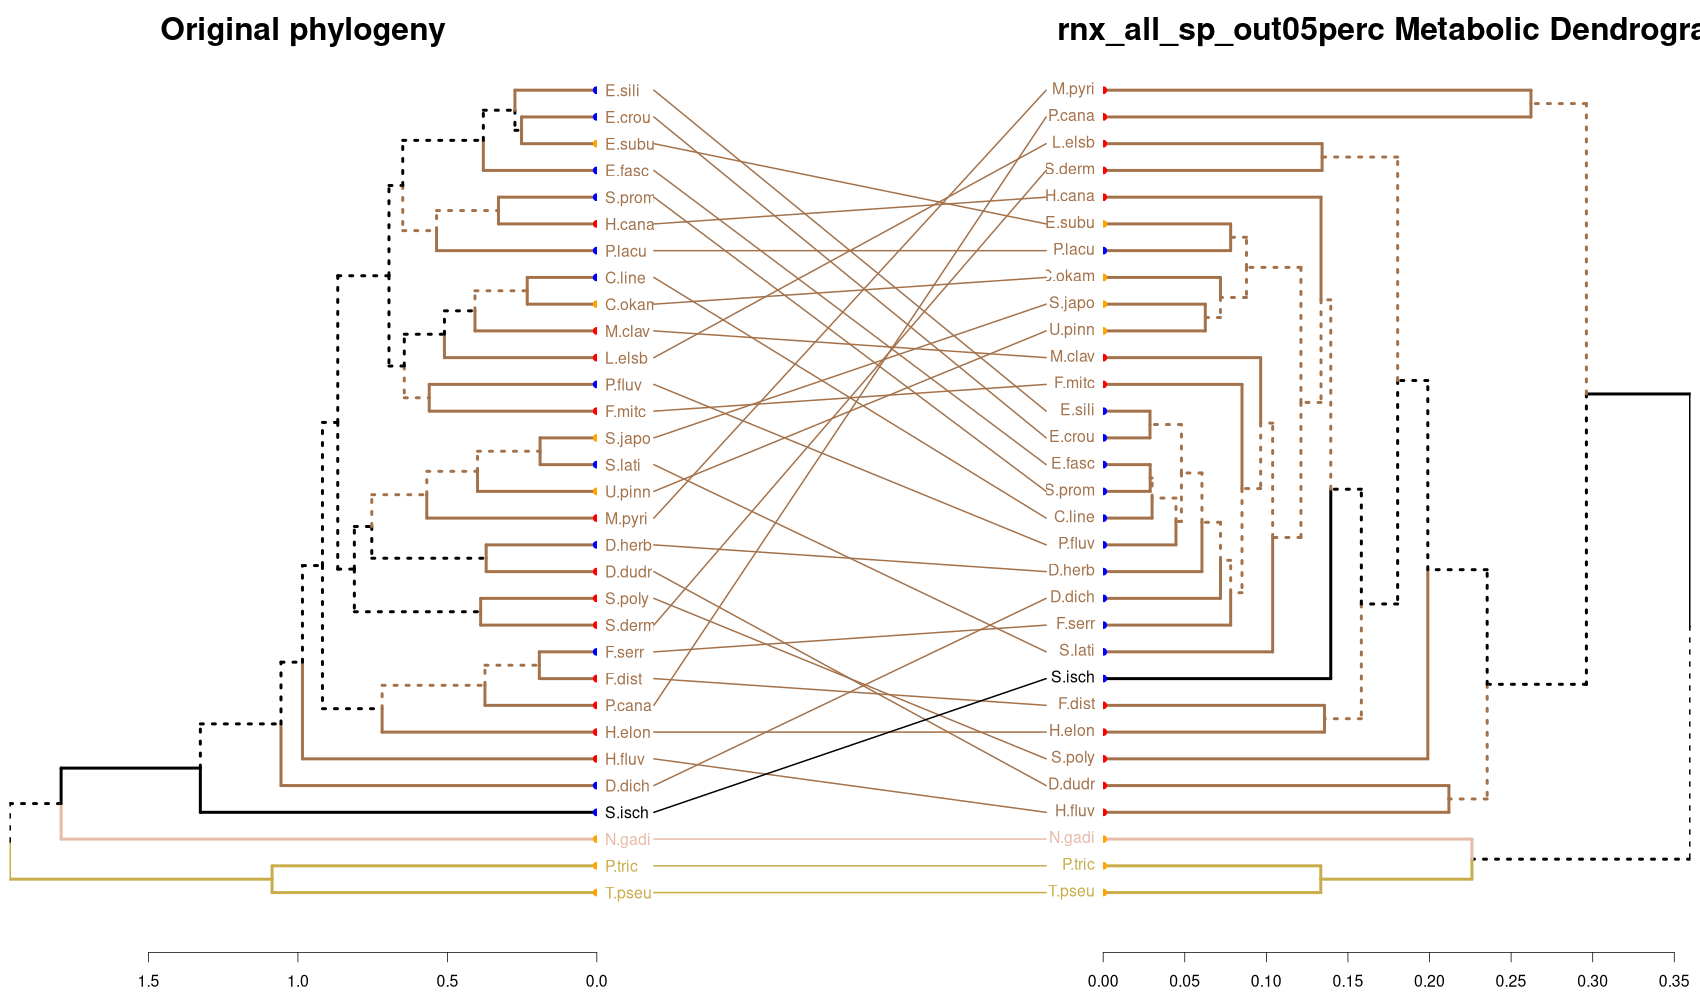 Original phylogeny
rnx_all_sp_out05perc Metabolic Dendrogra
E.sili
E.crou
E.subu
E.fasc
S.prom
H.cana
P.lacu
C.line
C.okan
M.clav
L.elsb
P.fluv
F.mitc
S.japo
S.lati
U.pinn
M.pyri
D.herb
D.dudr
S.poly
S.derm
F.serr
F.dist
P.cana
H.elon
H.fluv
D.dich
S.isch
N.gadi
P.tric
T.pseu
M.pyri
P.cana
L.elsb
S.derm
H.cana
E.subu
P.lacu
C.okam
S.japo
U.pinn
M.clav
F.mitc
E.sili
E.crou
E.fasc
S.prom
C.line
P.fluv
D.herb
D.dich
F.serr
S.lati
S.isch
F.dist
H.elon
S.poly
D.dudr
H.fluv
N.gadi
P.tric
T.pseu
1.5 1.0 0.5 0.0
0.00 0.05 0.10 0.15 0.20 0.25 0.30 0.35